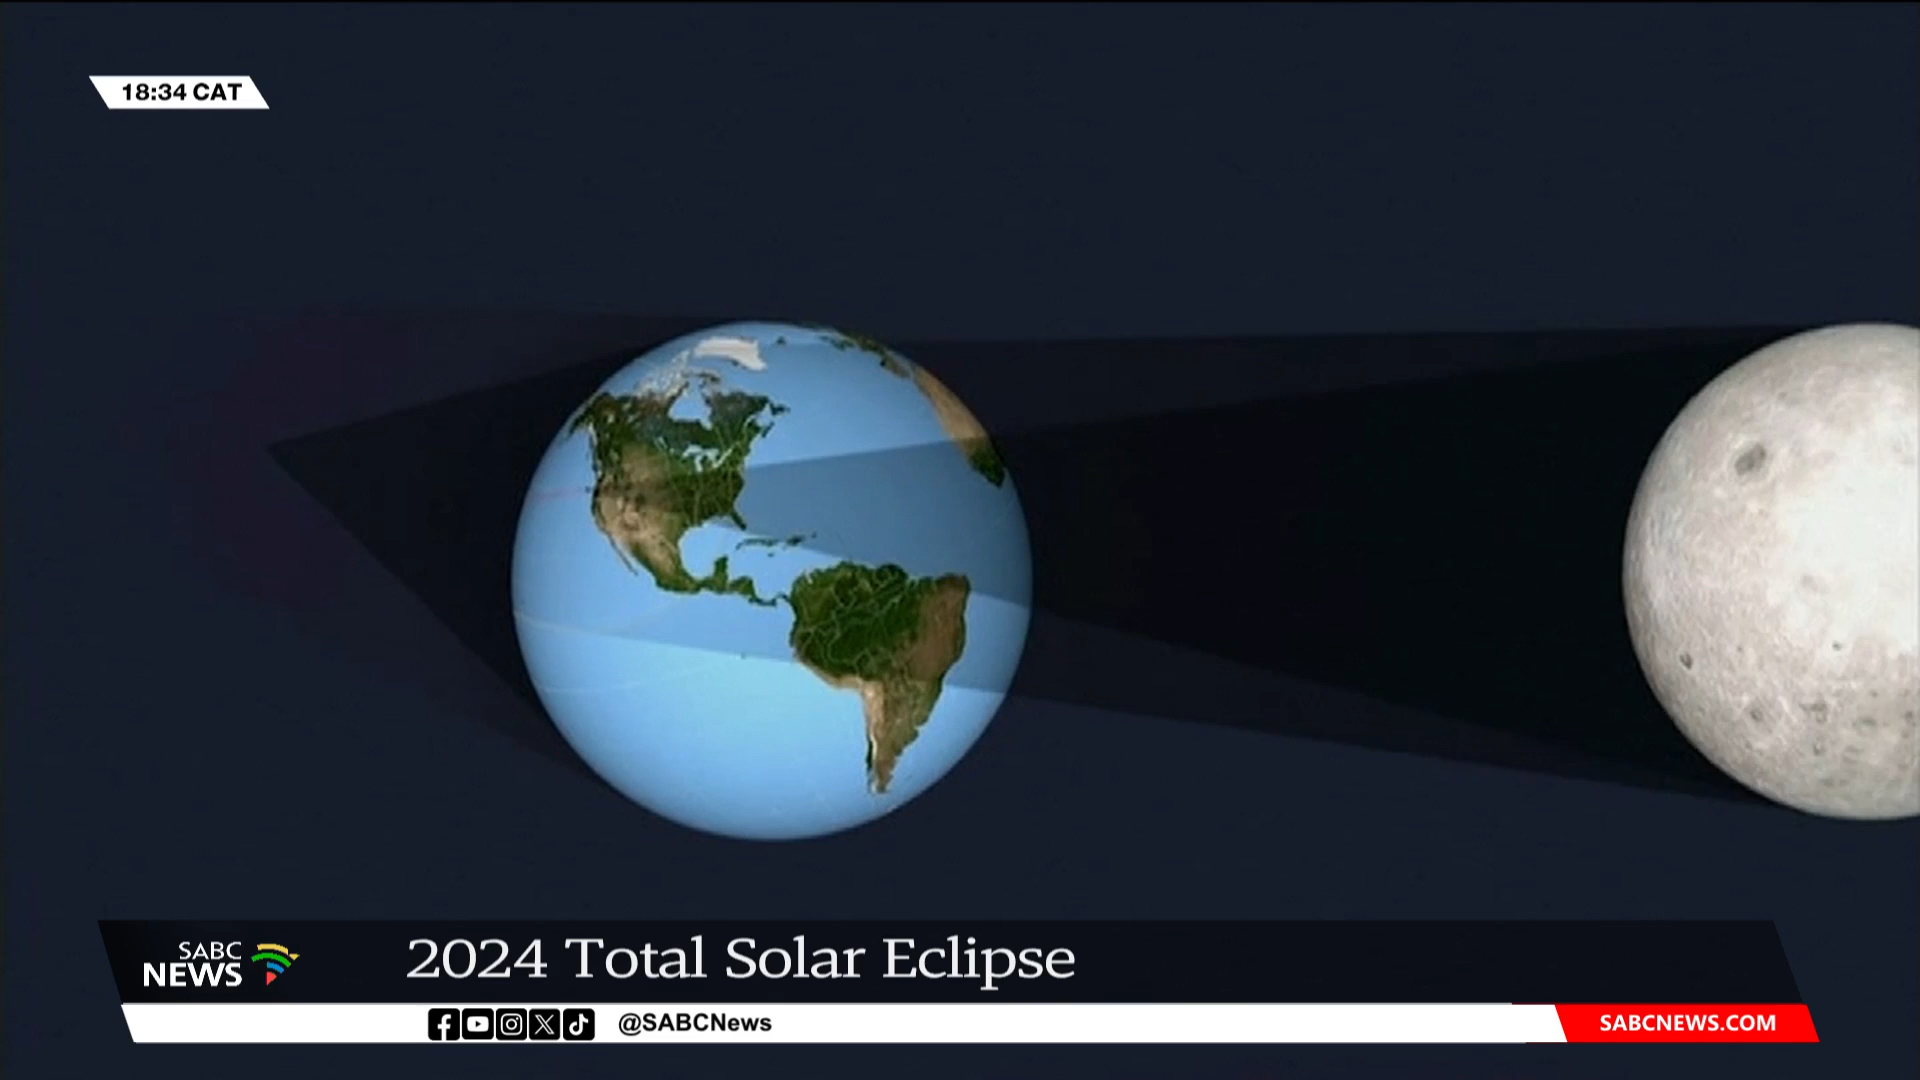 18:34 CAT
SABC
NEWS
2024 Total Solar Eclipse
@SABCNews
SABCNEWS.COM